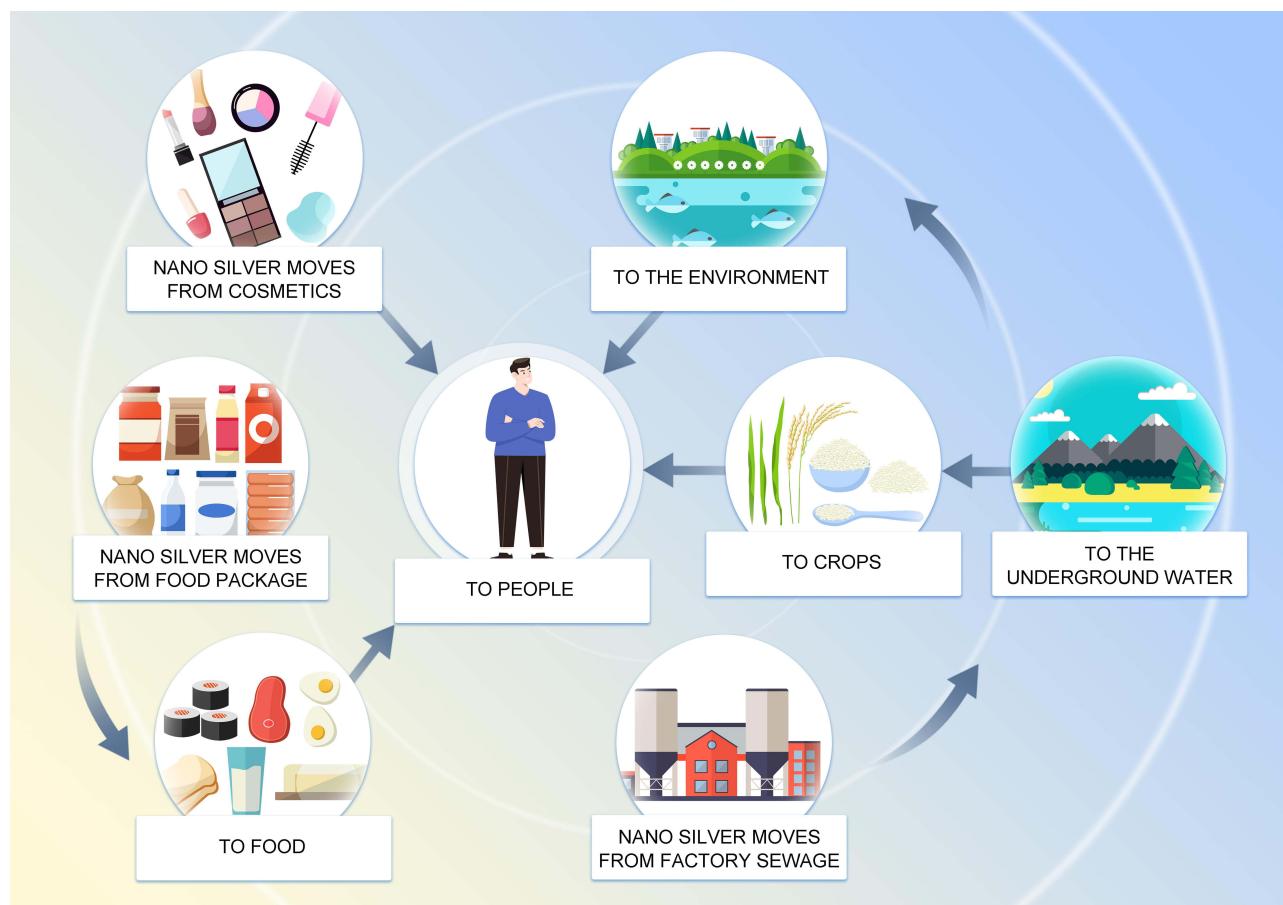 NANO SILVER MOVES
FROM COSMETICS
TO THE ENVIRONMENT
NANO SILVER MOVES
FROM FOOD PACKAGE
TO PEOPLE
TO CROPS
TO THE
UNDERGROUND WATER
TO FOOD
NANO SILVER MOVES
FROM FACTORY SEWAGE